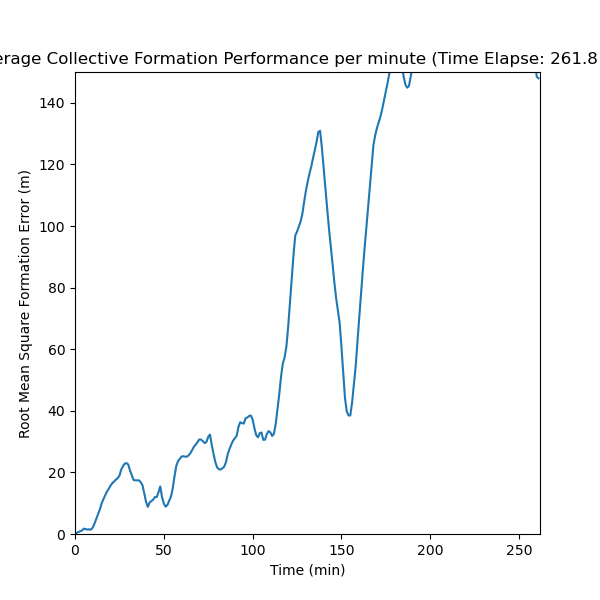 erage Collective Formation Performance per minute (Time Elapse: 261.8
140
120
100
80
60
40
20
0
Root Mean Square Formation Error (m)
0 50 100 150 200 250
Time (min)